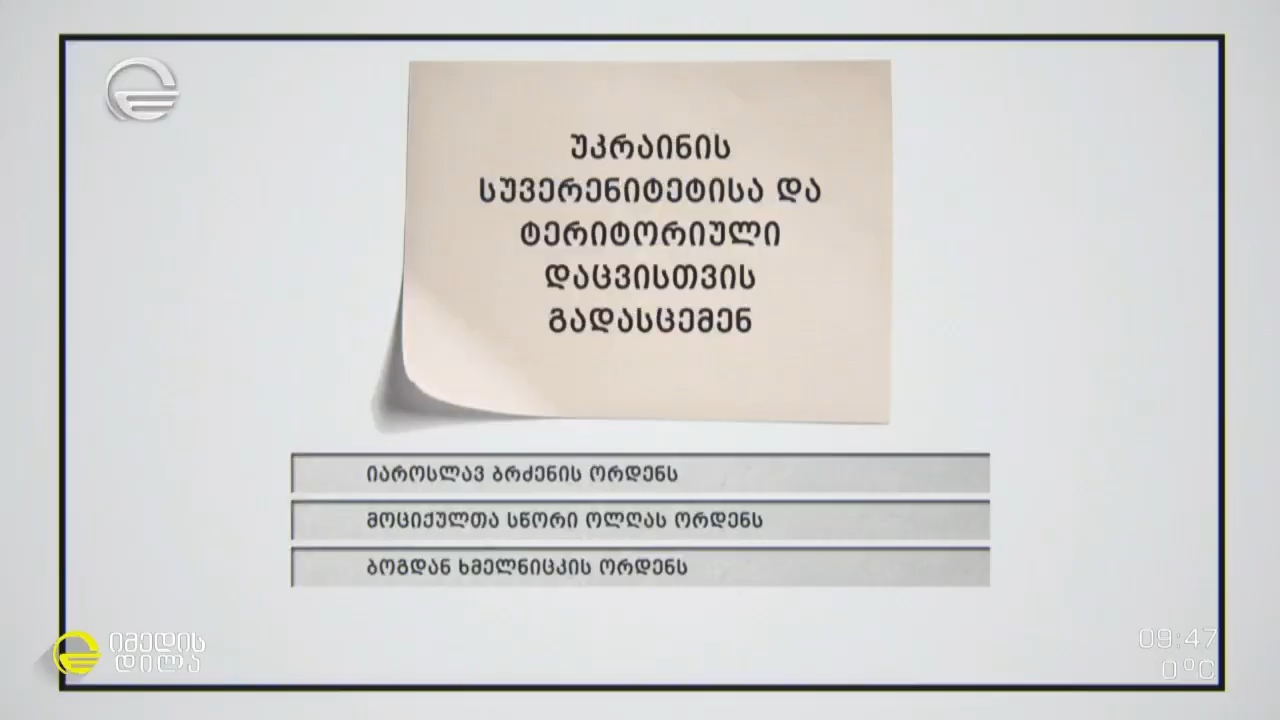 უკრაინის
სუვერენიტეტისა და
ტერიტორიული
დაცვისთვის
გადასცემენ
იაროსლავ ბრძენის ორდენს
მოციქულთა სწორი ოლღას ორდენს
ბოგდან ხმელნიცკის ორდენს
იმედის
დილა
09:47
0°C